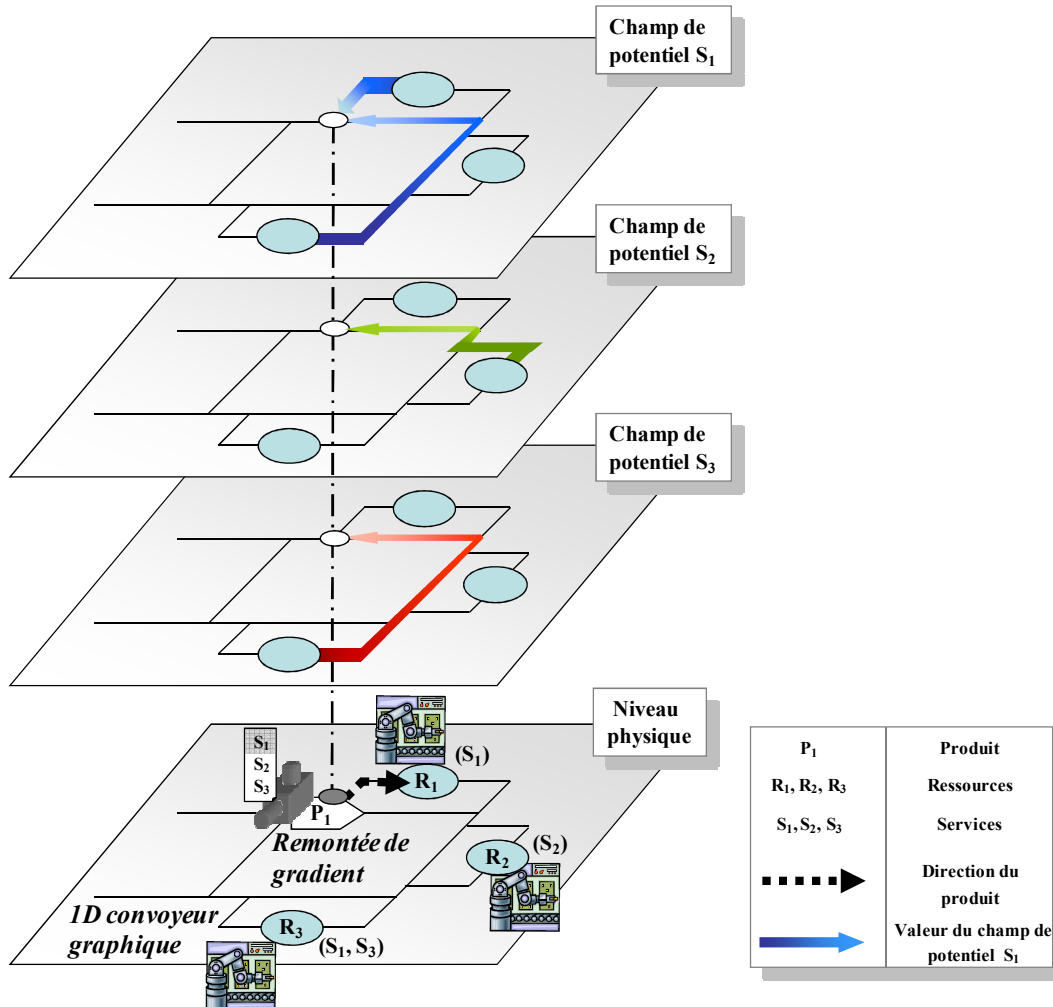 Champ de
potentiel S₁
Champ de
potentiel S₂
Champ de
potentiel S₃
Niveau
physique
S₁
S₂
S₃
(S₁)
R₁
P₁
Remontée de
gradient
R₂
(S₂)
1D convoyeur
graphique
R₃
(S₁, S₃)
P₁ Produit
R₁, R₂, R₃ Ressources
S₁, S₂, S₃ Services
Direction du
produit
Valeur du champ de
potentiel S₁